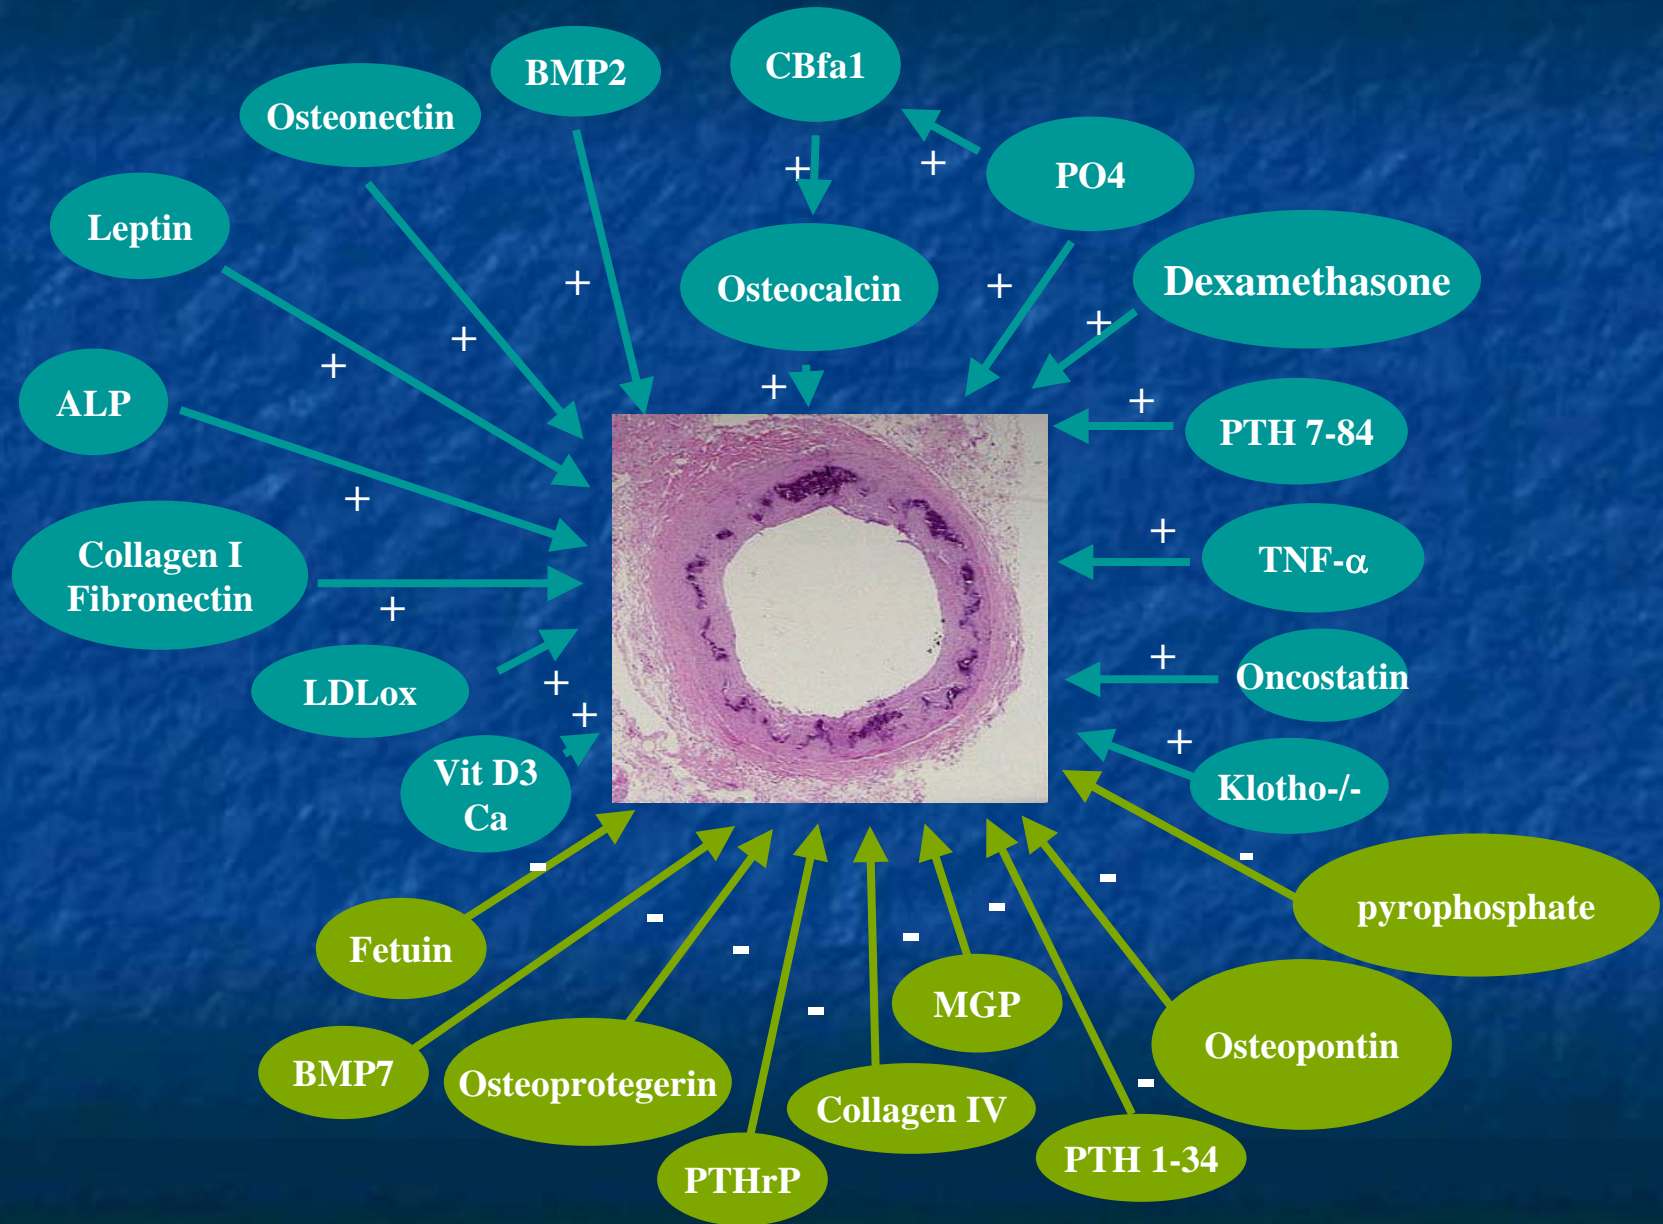 CBfa1
BMP2
Osteonectin
+
+
PO4
Leptin
Dexamethasone
+
Osteocalcin
+
+
+
+
+
+
ALP
PTH 7-84
+
+
TNF-α
Collagen I
Fibronectin
+
+
Oncostatin
LDLox
+
+
+
Klotho-/-
Vit D3
Ca
-
-
-
pyrophosphate
-
-
-
-
Fetuin
MGP
-
Osteopontin
BMP7
Osteoprotegerin
-
Collagen IV
PTH 1-34
PTHrP